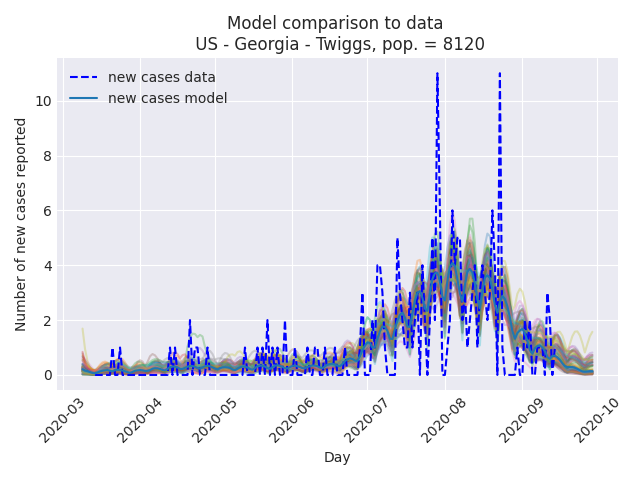 Model comparison to data
US - Georgia - Twiggs, pop. = 8120
new cases data
new cases model
Number of new cases reported
10
8
6
4
2
0
2020-03
2020-04
2020-05
2020-06
2020-07
2020-08
2020-09
2020-10
Day